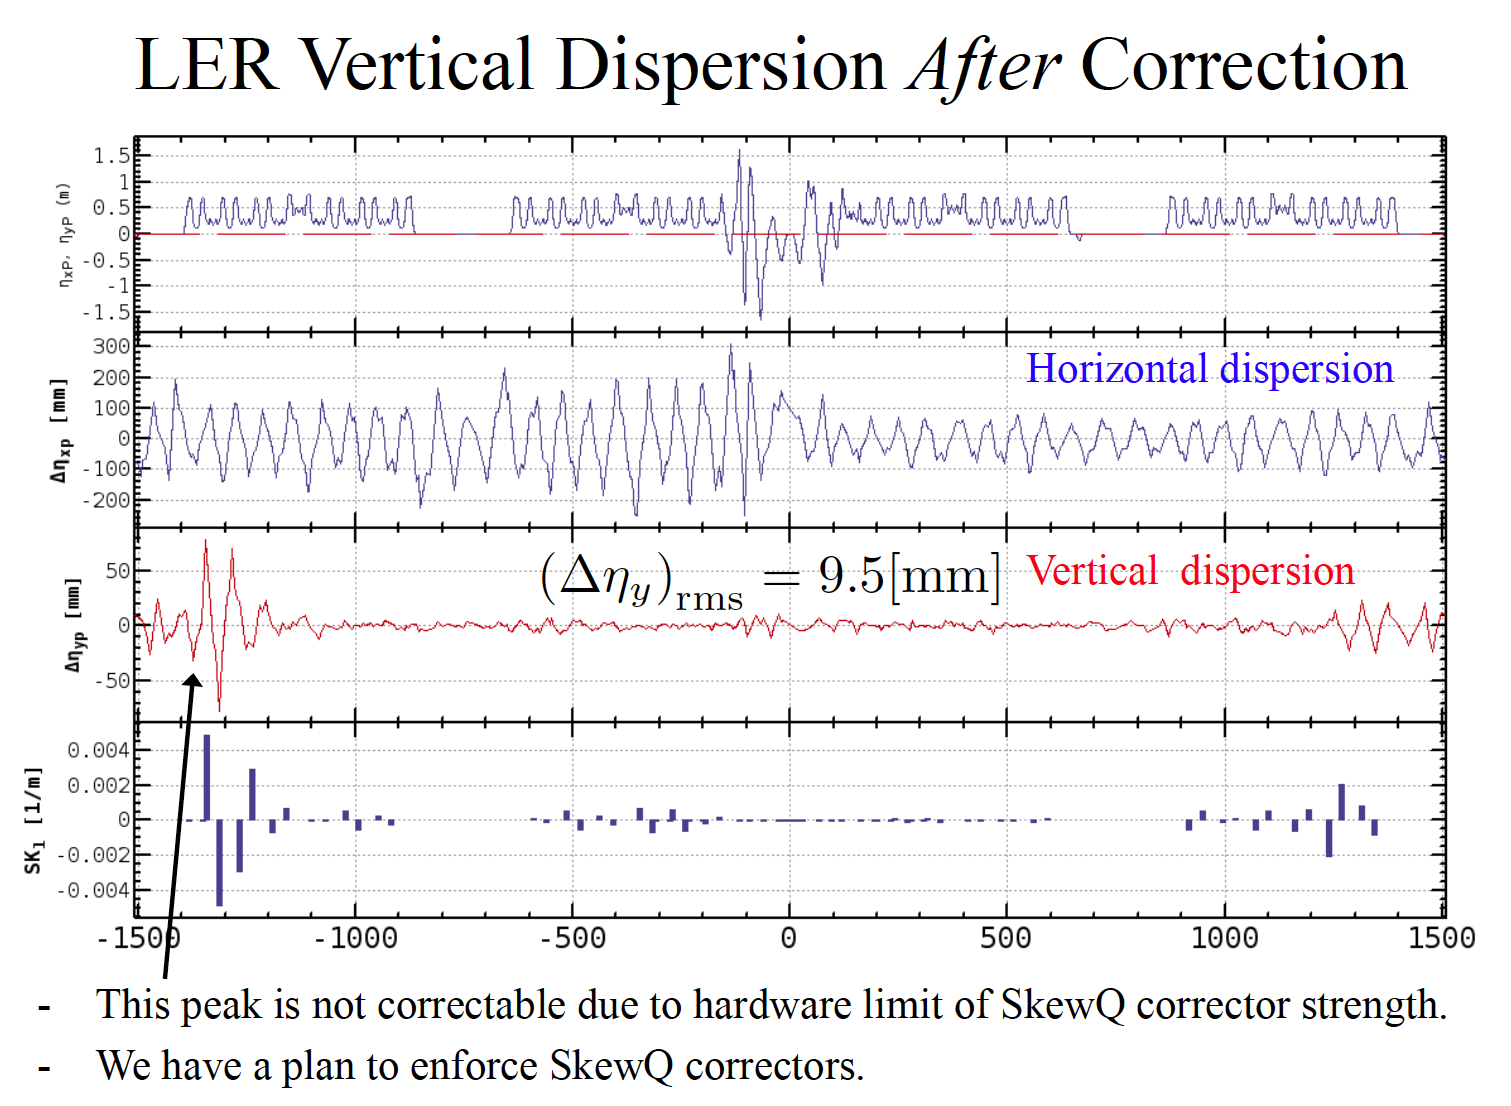 LER Vertical Dispersion After Correction
ηxP, ηyP (m)
1.5
1
0.5
0
-0.5
-1
-1.5
Δηxp [mm]
300
200
100
0
-100
-200
Horizontal dispersion
Δηyp [mm]
50
0
-50
(Δηy)rms = 9.5[mm]
Vertical dispersion
SK1 [1/m]
0.004
0.002
0
-0.002
-0.004
-1500 -1000 -500 0 500 1000 1500
- This peak is not correctable due to hardware limit of SkewQ corrector strength.
- We have a plan to enforce SkewQ correctors.